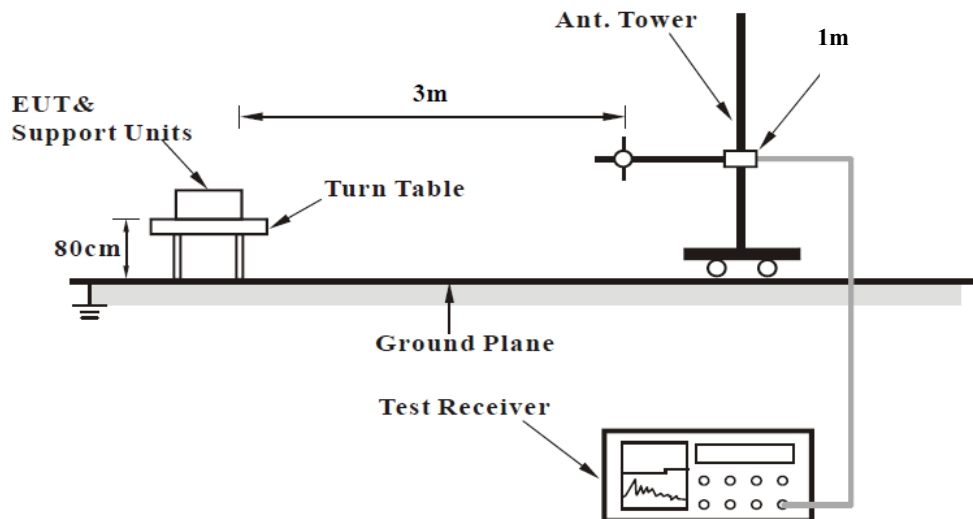 Ant. Tower
1m
3m
EUT&
Support Units
Turn Table
80cm
Ground Plane
Test Receiver